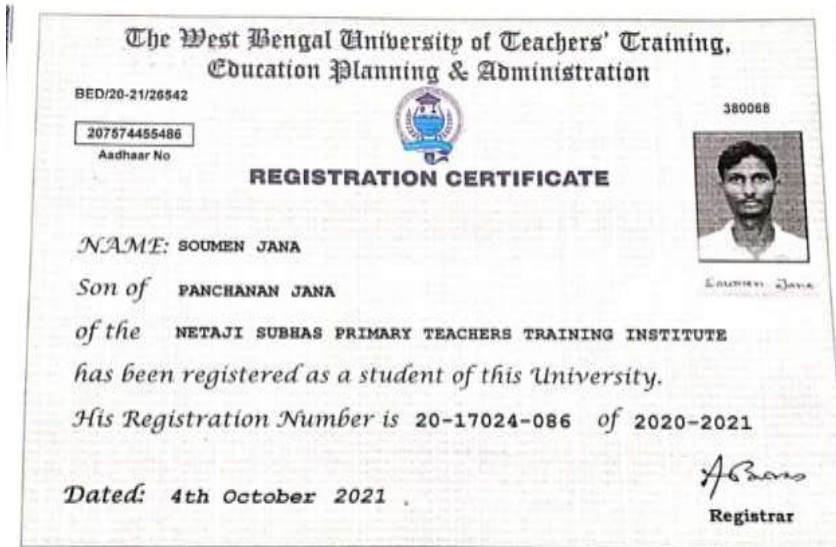 The West Bengal University of Teachers' Training,
Education Planning & Administration
BED/20-21/26542
380068
207574455486
Aadhaar No
REGISTRATION CERTIFICATE
NAME: SOUMEN JANA
Soumen Jana
Son of PANCHANAN JANA
of the NETAJI SUBHAS PRIMARY TEACHERS TRAINING INSTITUTE
has been registered as a student of this University.
His Registration Number is 20-17024-086 of 2020-2021
Dated: 4th October 2021 .
Registrar